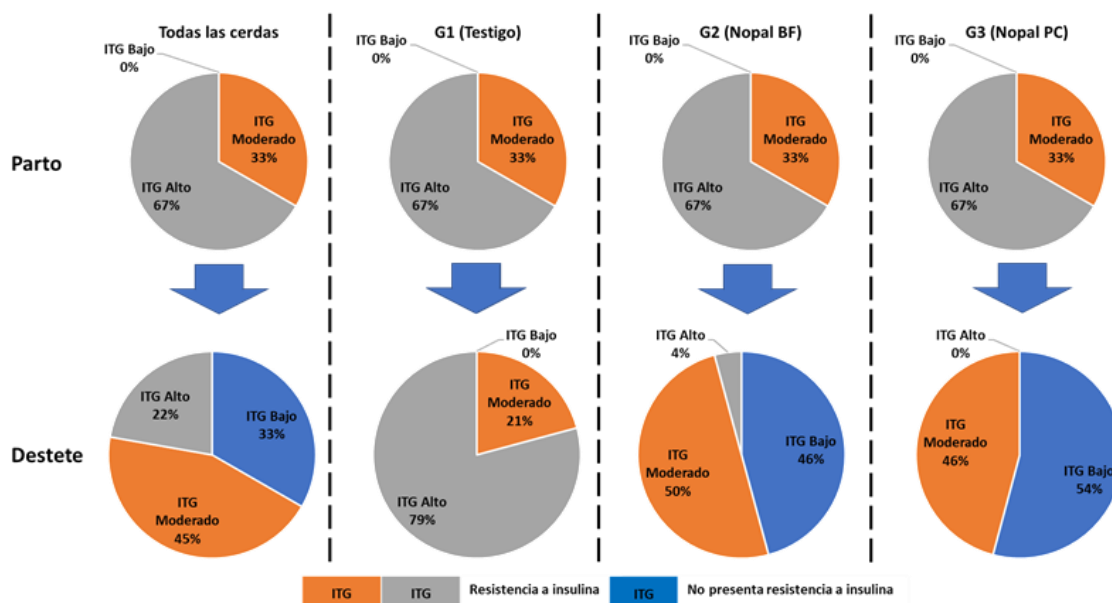 Todas las cerdas
G1 (Testigo)
G2 (Nopal BF)
G3 (Nopal PC)
Parto
ITG Bajo
0%
ITG
Moderado
33%
ITG Alto
67%
ITG Bajo
0%
ITG
Moderado
33%
ITG Alto
67%
ITG Bajo
0%
ITG
Moderado
33%
ITG Alto
67%
ITG Bajo
0%
ITG
Moderado
33%
ITG Alto
67%
Destete
ITG Alto
22%
ITG Bajo
33%
ITG
Moderado
45%
ITG Bajo
0%
ITG
Moderado
21%
ITG Alto
79%
ITG Alto
4%
ITG Bajo
46%
ITG
Moderado
50%
ITG Alto
0%
ITG
Moderado
46%
ITG Bajo
54%
ITG
ITG
Resistencia a insulina
ITG
No presenta resistencia a insulina